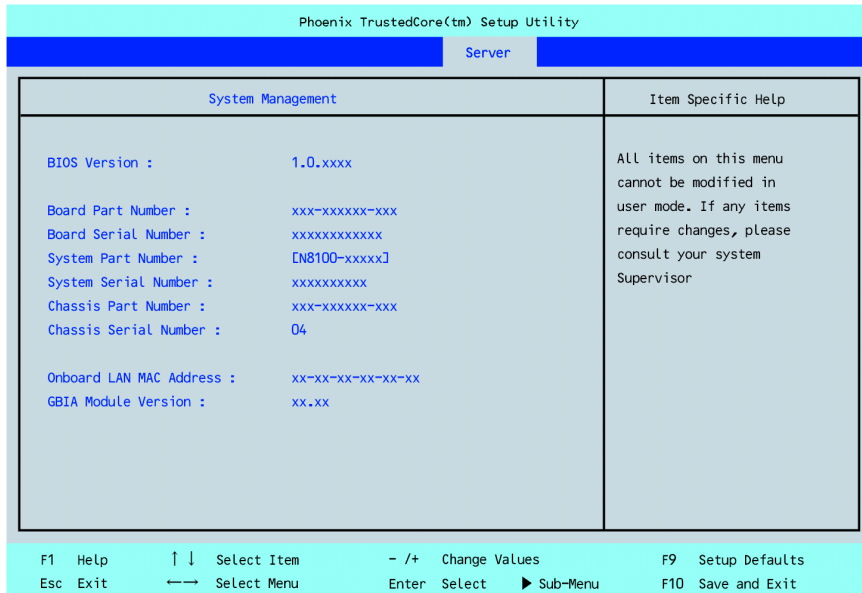 Phoenix TrustedCore(tm) Setup Utility
Server
System Management
Item Specific Help
BIOS Version : 1.0.xxxx
Board Part Number : xxx-xxxxxx-xxx
Board Serial Number : xxxxxxxxxxxx
System Part Number : [N8100-xxxxx]
System Serial Number : xxxxxxxxxx
Chassis Part Number : xxx-xxxxxx-xxx
Chassis Serial Number : 04
Onboard LAN MAC Address : xx-xx-xx-xx-xx-xx
GBIA Module Version : xx.xx
All items on this menu
cannot be modified in
user mode. If any items
require changes, please
consult your system
Supervisor
F1 Help ↑↓ Select Item - /+ Change Values F9 Setup Defaults
Esc Exit ←→ Select Menu Enter Select ▶ Sub-Menu F10 Save and Exit